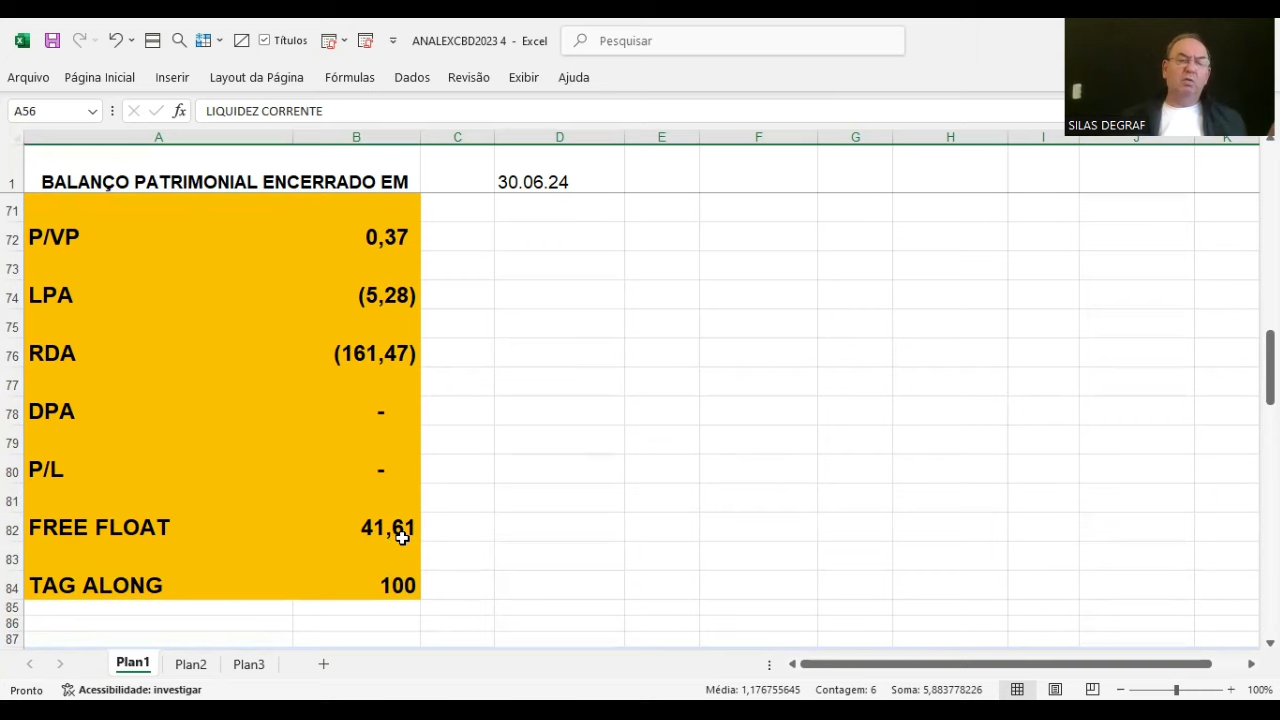 Títulos
ANALEXCBD2023 4 - Excel
Pesquisar
Arquivo Página Inicial Inserir Layout da Página Fórmulas Dados Revisão Exibir Ajuda
A56 fx LIQUIDEZ CORRENTE
SILAS DEGRAF
A B C D E F G H I J K
1 BALANÇO PATRIMONIAL ENCERRADO EM 30.06.24
71
72 P/VP 0,37
73
74 LPA (5,28)
75
76 RDA (161,47)
77
78 DPA -
79
80 P/L -
81
82 FREE FLOAT 41,61
83
84 TAG ALONG 100
85
86
87
Plan1 Plan2 Plan3
Pronto Acessibilidade: investigar Média: 1,176755645 Contagem: 6 Soma: 5,883778226 100%